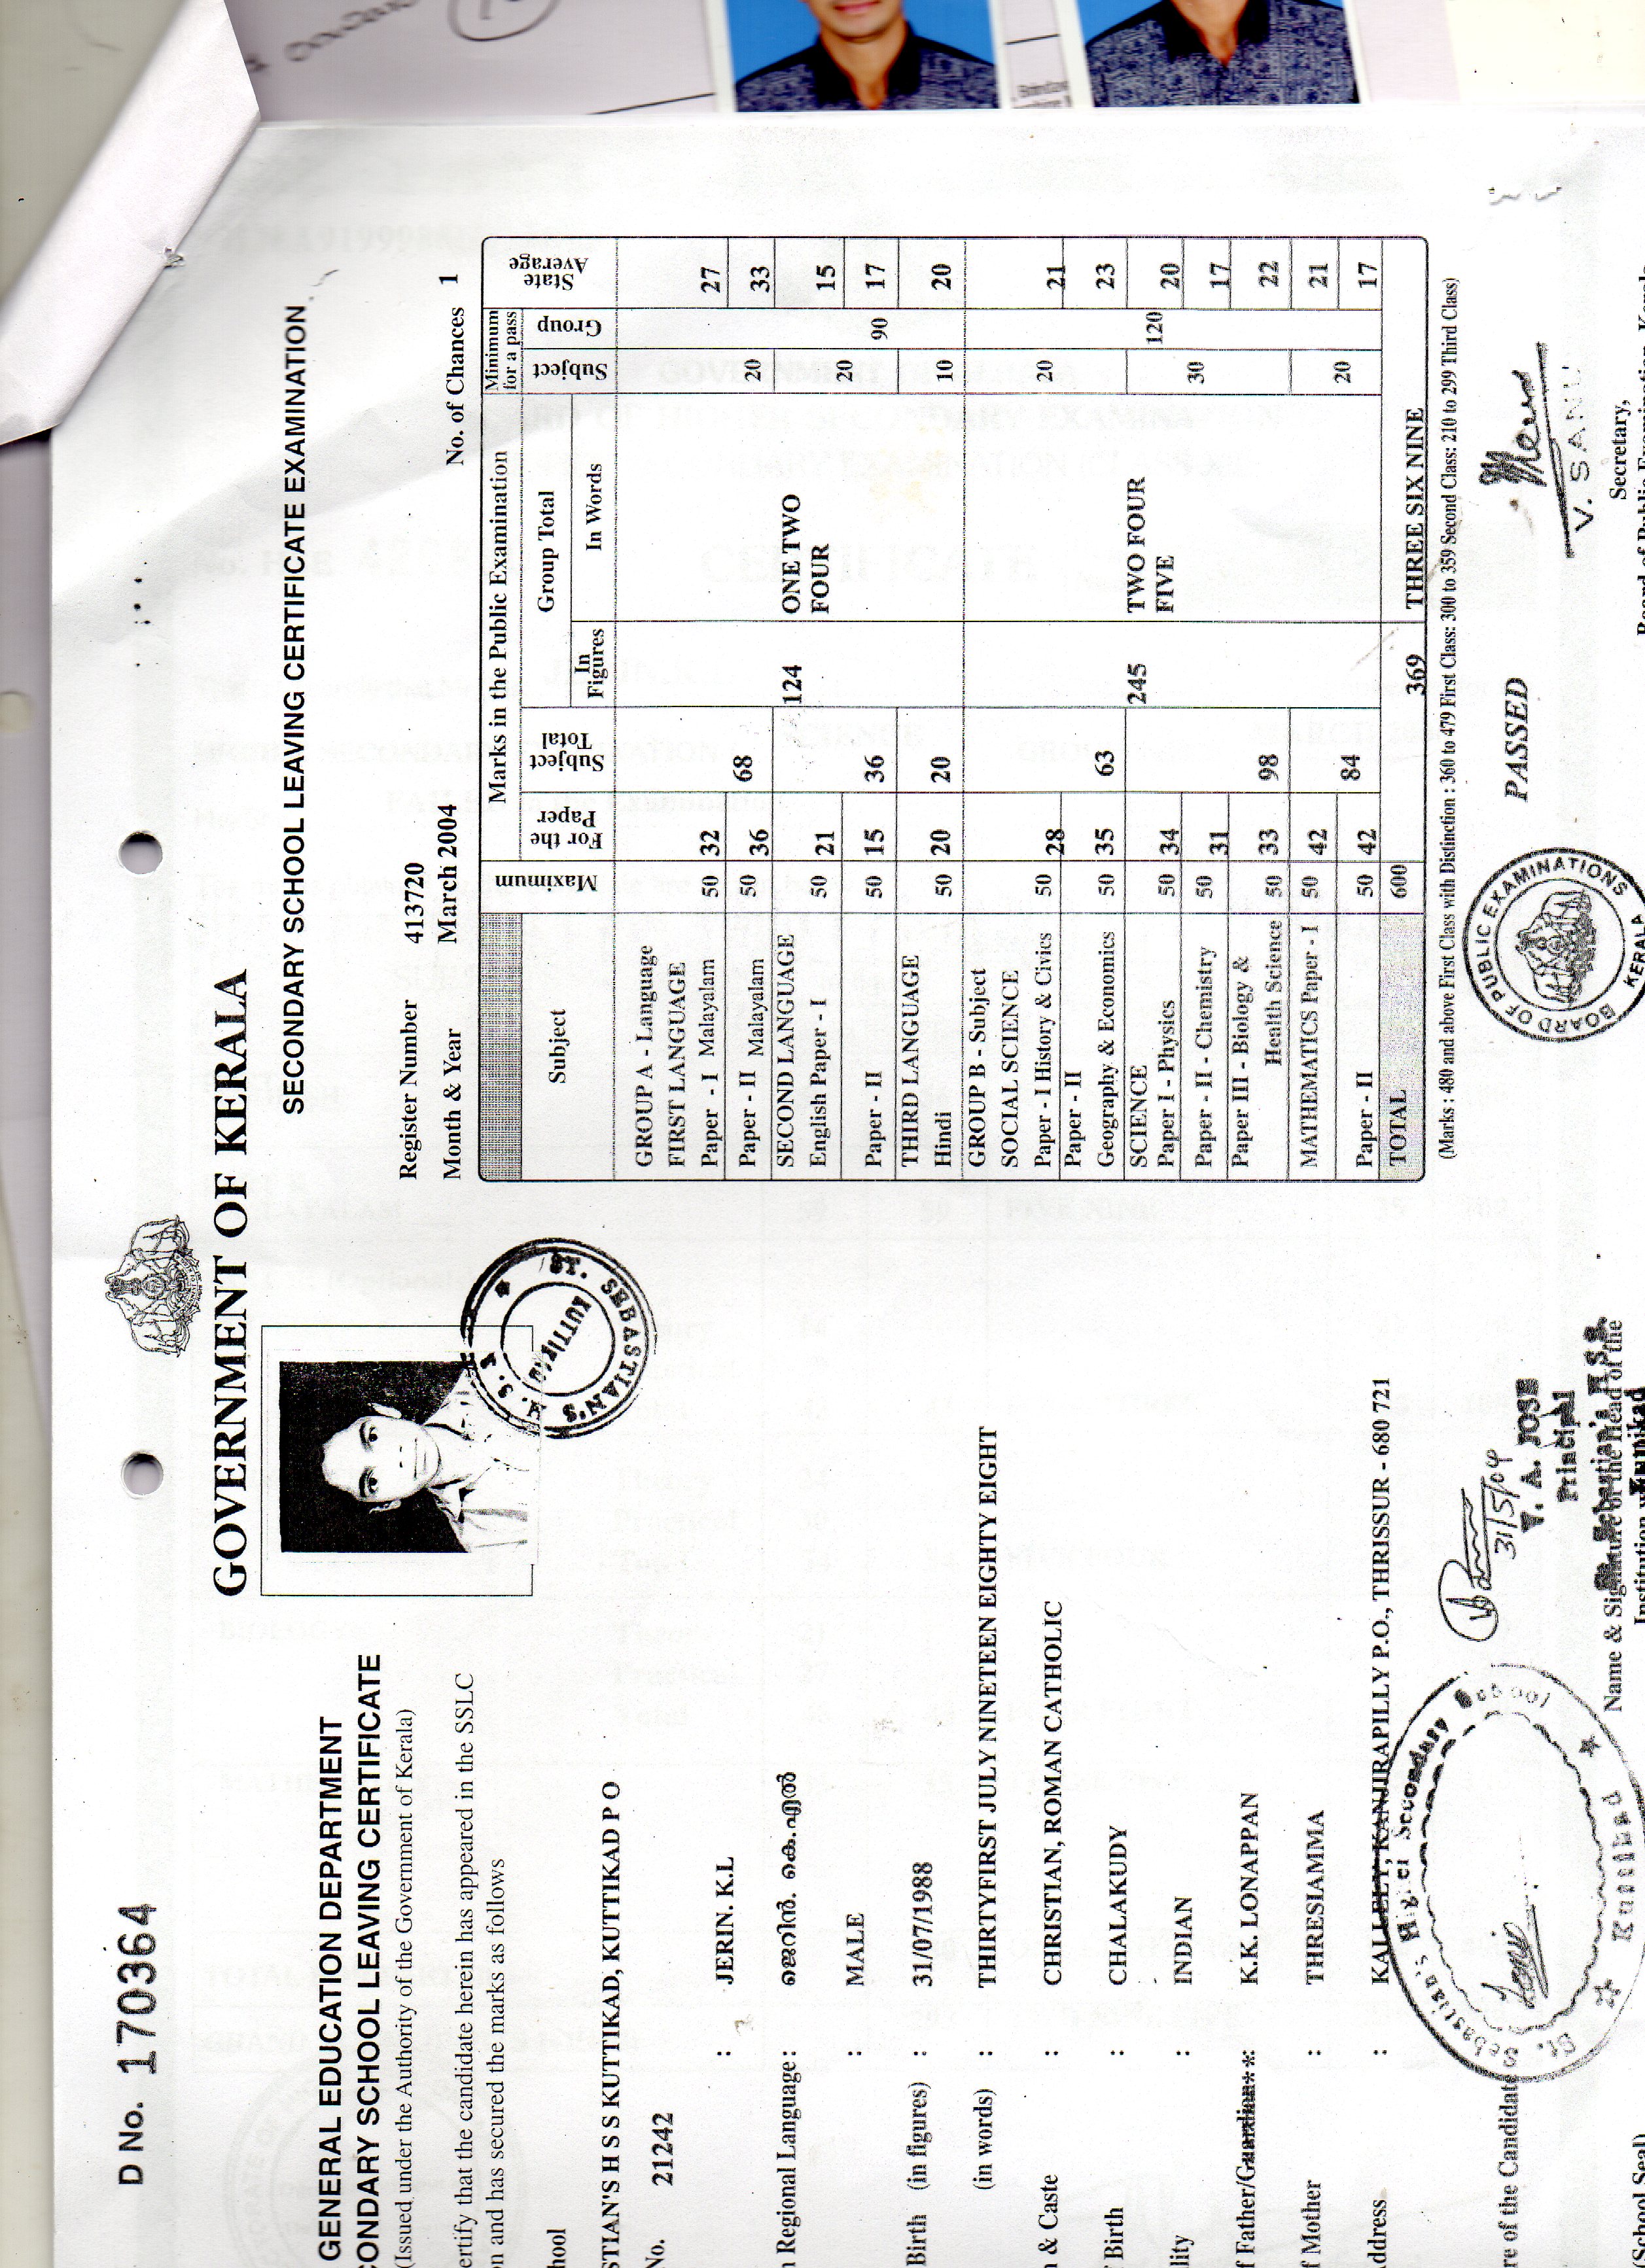 D No. 170364
GOVERNMENT OF KERALA
GENERAL EDUCATION DEPARTMENT
ONDARY SCHOOL LEAVING CERTIFICATE
(Issued under the Authority of the Government of Kerala)
ertify that the candidate herein has appeared in the SSLC
n and has secured the marks as follows
hool
STIAN'S H S S KUTTIKAD, KUTTIKAD P O
No. 21242
: JERIN. K.L
n Regional Language : ജെറിൻ. കെ.എൽ
: MALE
Birth (in figures) : 31/07/1988
(in words) : THIRTYFIRST JULY NINETEEN EIGHTY EIGHT
n & Caste : CHRISTIAN, ROMAN CATHOLIC
f Birth : CHALAKUDY
lity : INDIAN
f Father/Guardian**: K.K. LONAPPAN
f Mother : THRESIAMMA
ddress : KALLELY, KANJIRAPILLY P.O., THRISSUR - 680 721
re of the Candidate
(School Seal)
St. Sebastian's Higher Secondary School
Kuttikad
31/5/04
T. A. JOSE
Principal
St. Sebastian's H.S.S.
Kuttikad
Name & Signature of the Head of the
Institution
ST. SEBASTIAN'S H. S. S.
KUTTIKAD
SECONDARY SCHOOL LEAVING CERTIFICATE EXAMINATION
Register Number 413720
Month & Year March 2004 No. of Chances 1
Subject Maximum Marks in the Public Examination Minimum for a pass State Average
For the Paper Subject Total Group Total Subject Group
In Figures In Words
GROUP A - Language
FIRST LANGUAGE
Paper - I Malayalam 50 32 27
Paper - II Malayalam 50 36 68 20 33
SECOND LANGUAGE 124 ONE TWO FOUR
English Paper - I 50 21 15
Paper - II 50 15 36 20 90 17
THIRD LANGUAGE
Hindi 50 20 20 10 20
GROUP B - Subject
SOCIAL SCIENCE
Paper - I History & Civics 50 28 20 21
Paper - II
Geography & Economics 50 35 63 23
SCIENCE 245 TWO FOUR FIVE 120
Paper I - Physics 50 34 20
Paper - II - Chemistry 50 31 30 17
Paper III - Biology &
Health Science 50 33 98 22
MATHEMATICS Paper - I 50 42 21
Paper - II 50 42 84 20 17
TOTAL 600 369 THREE SIX NINE
(Marks : 480 and above First Class with Distinction : 360 to 479 First Class: 300 to 359 Second Class: 210 to 299 Third Class)
BOARD OF PUBLIC EXAMINATIONS
KERALA
PASSED
V. SANU
Secretary,
Board of Public Examination, Kerala